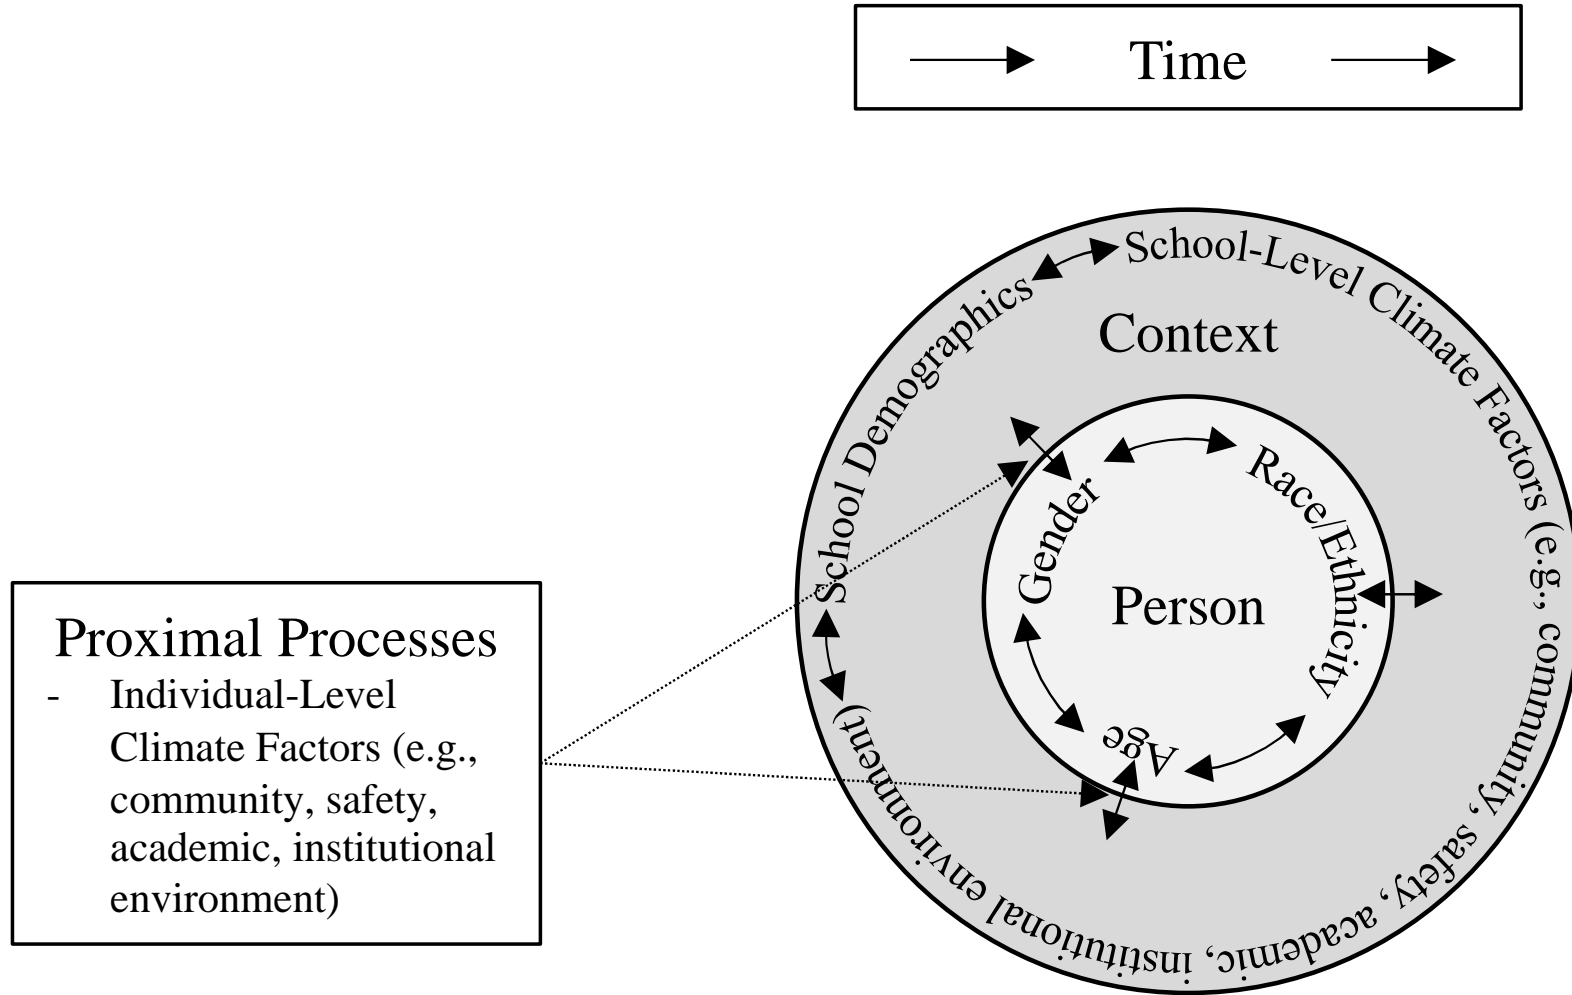 Time
School-Level Climate Factors (e.g., community, safety, academic, institutional environment)
School Demographics
Context
Gender
Race/Ethnicity
Age
Person
Proximal Processes
- Individual-Level
Climate Factors (e.g.,
community, safety,
academic, institutional
environment)